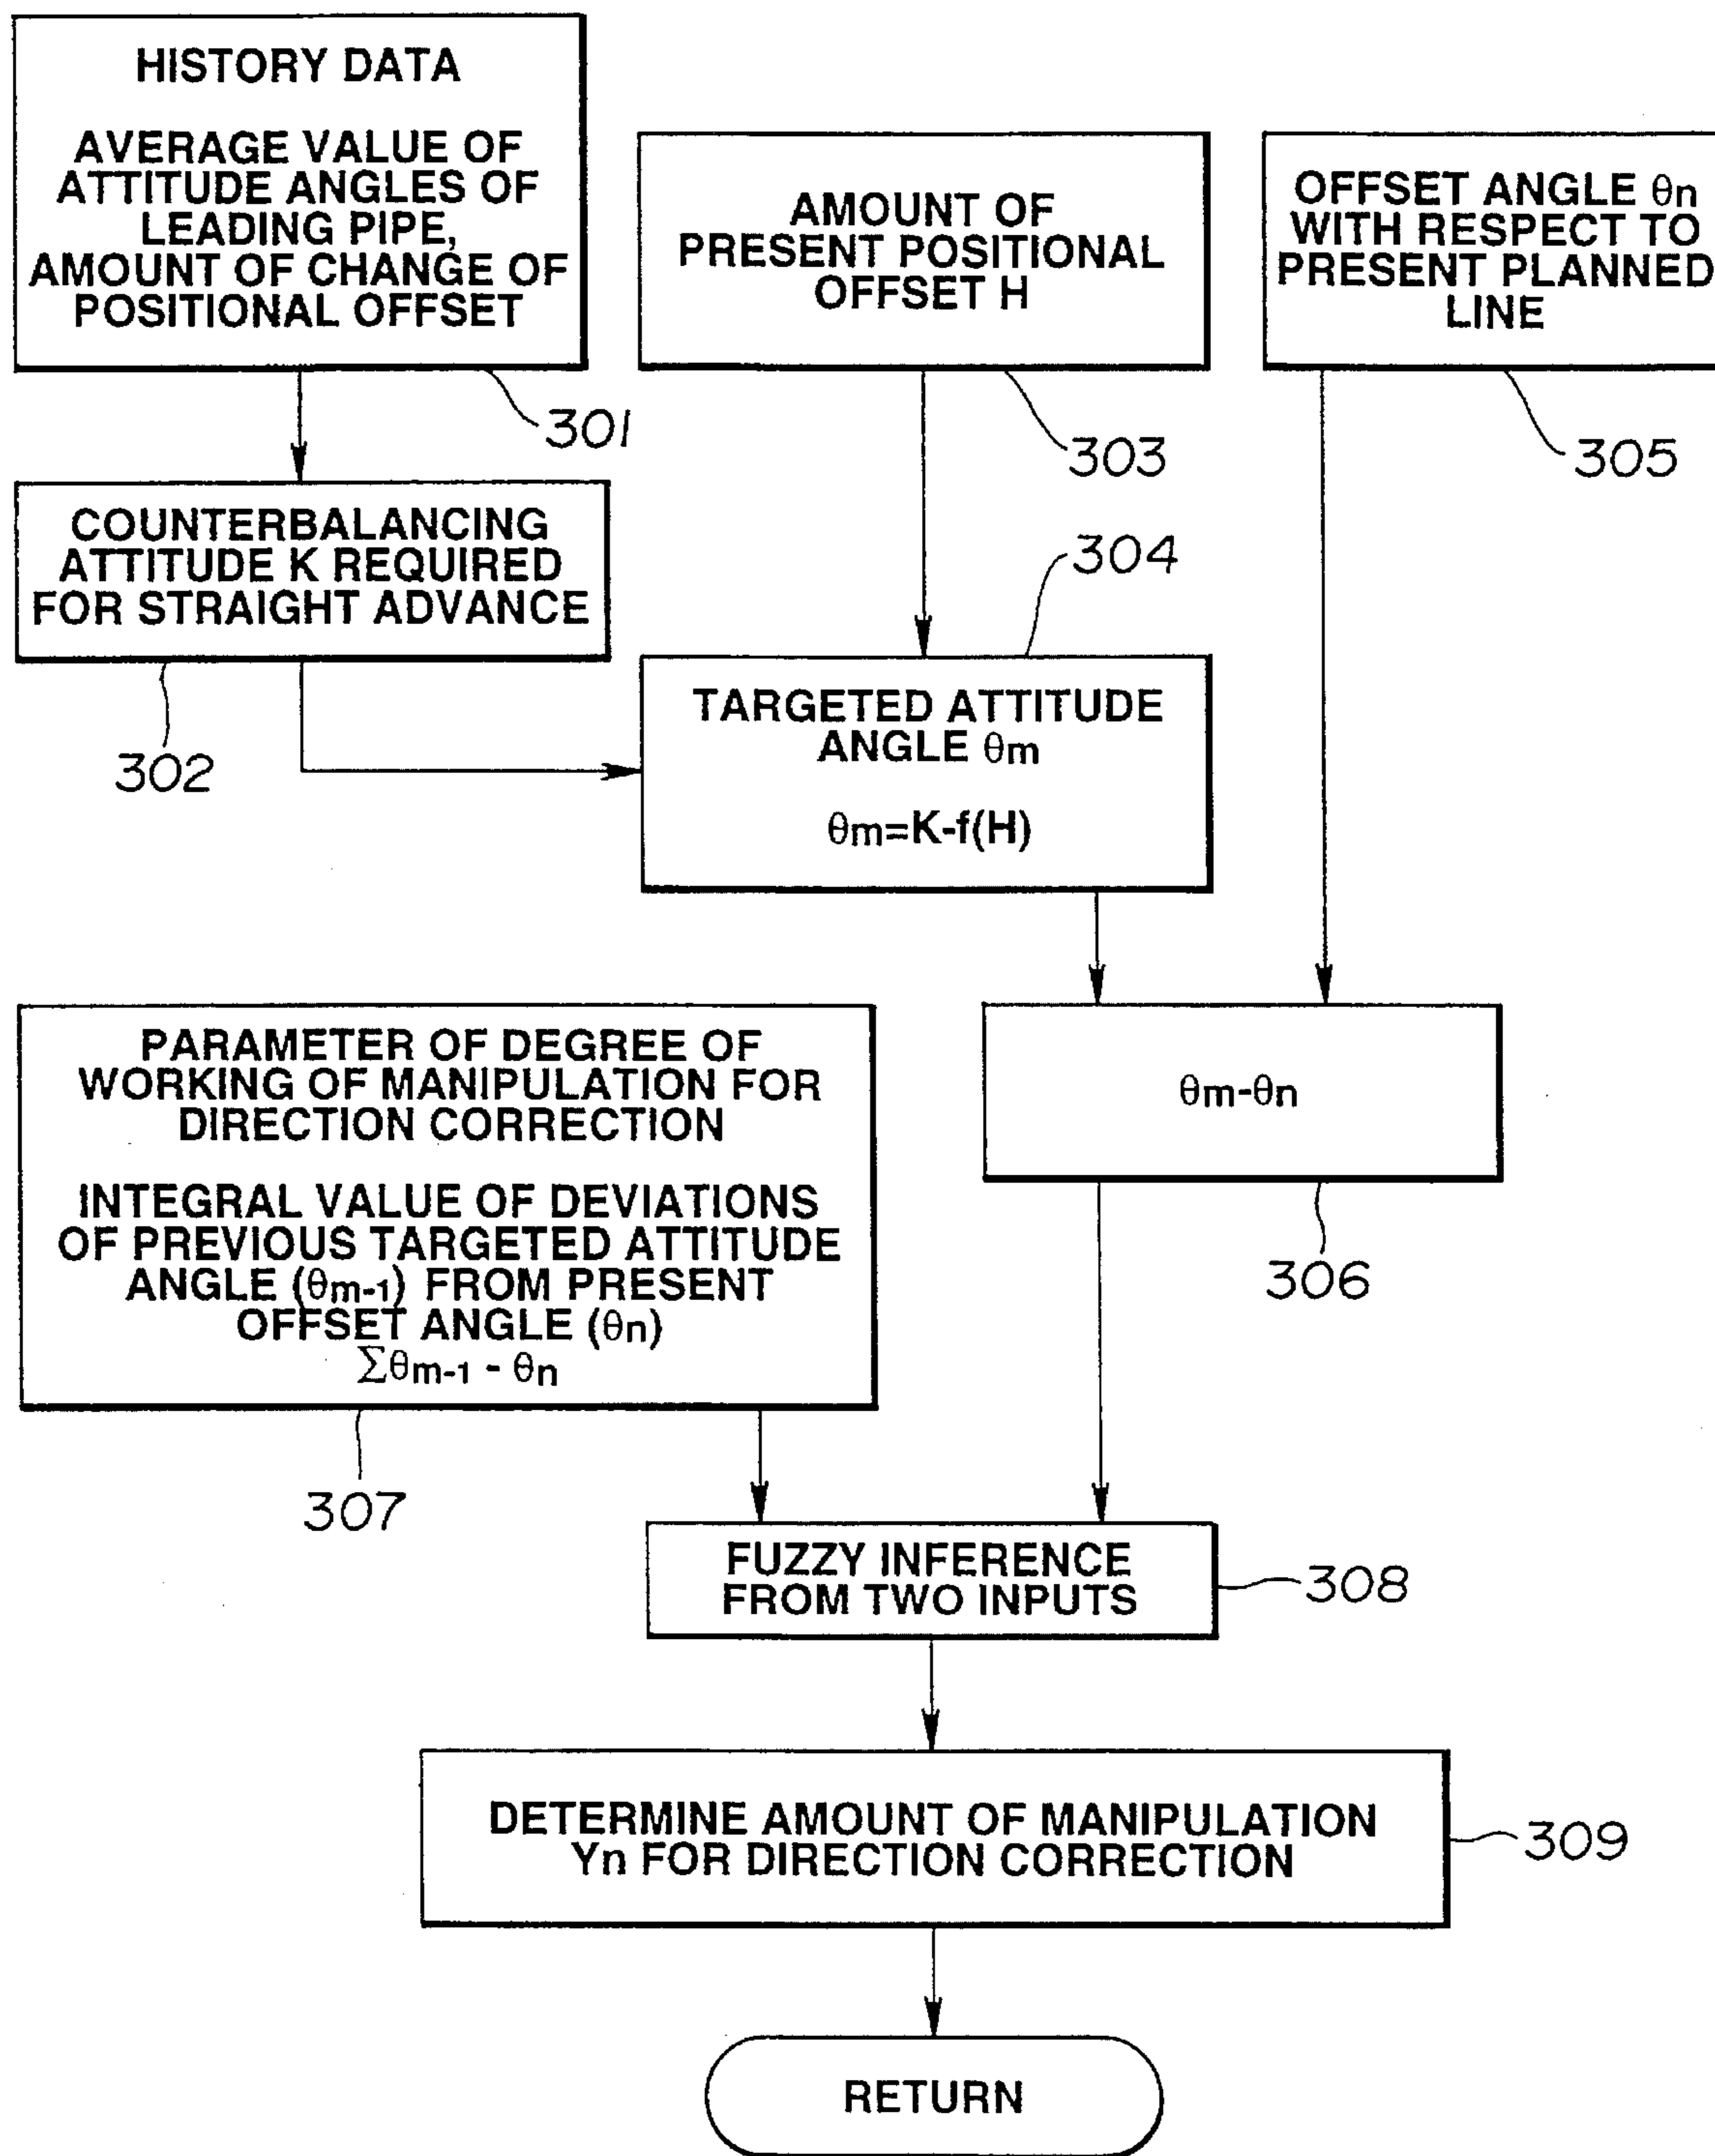 HISTORY DATA
AVERAGE VALUE OF
ATTITUDE ANGLES OF
LEADING PIPE,
AMOUNT OF CHANGE OF
POSITIONAL OFFSET
301
AMOUNT OF
PRESENT POSITIONAL
OFFSET H
303
OFFSET ANGLE θn
WITH RESPECT TO
PRESENT PLANNED
LINE
305
COUNTERBALANCING
ATTITUDE K REQUIRED
FOR STRAIGHT ADVANCE
302
304
TARGETED ATTITUDE
ANGLE θm
θm=K-f(H)
PARAMETER OF DEGREE OF
WORKING OF MANIPULATION FOR
DIRECTION CORRECTION
INTEGRAL VALUE OF DEVIATIONS
OF PREVIOUS TARGETED ATTITUDE
ANGLE (θm-1) FROM PRESENT
OFFSET ANGLE (θn)
Σθm-1 - θn
307
θm-θn
306
FUZZY INFERENCE
FROM TWO INPUTS
308
DETERMINE AMOUNT OF MANIPULATION
Yn FOR DIRECTION CORRECTION
309
RETURN